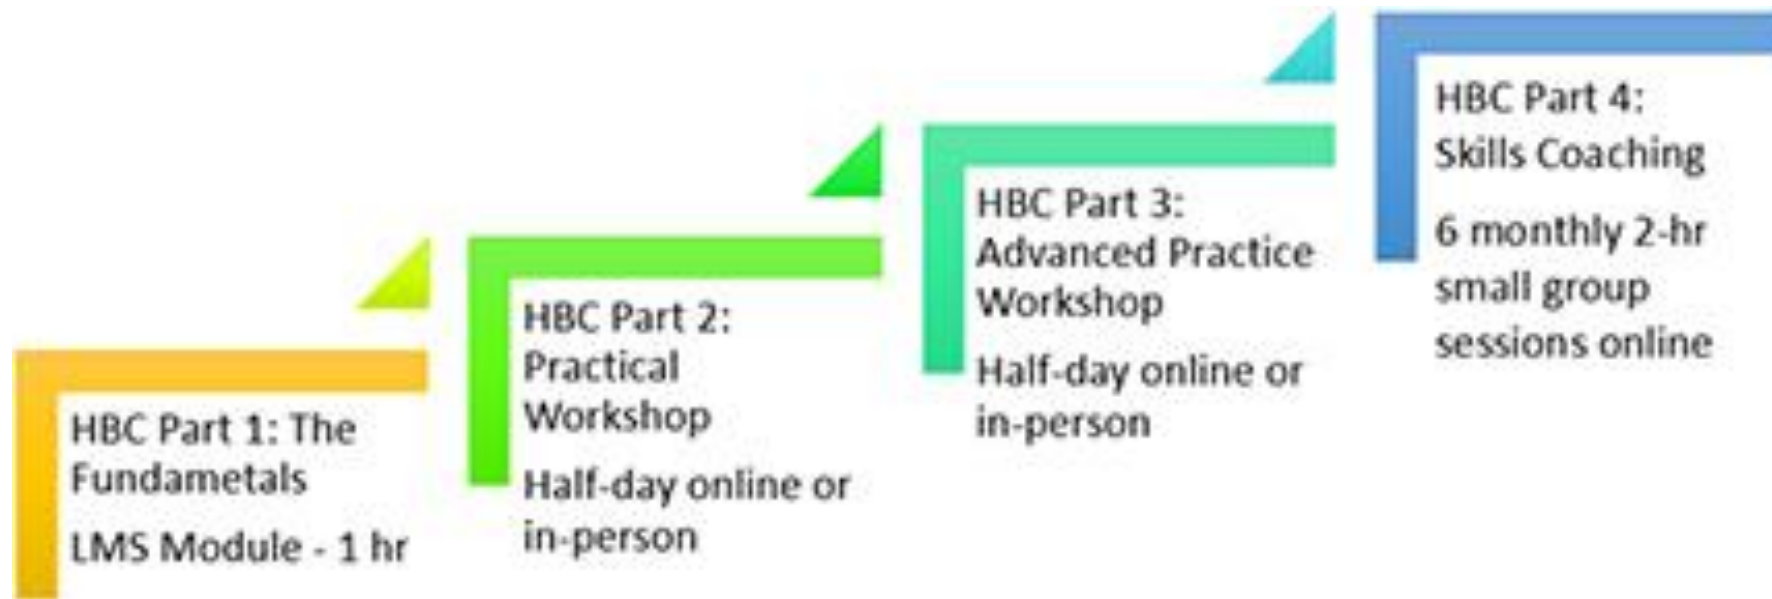 HBC Part 1: The
Fundametals
LMS Module - 1 hr
HBC Part 2:
Practical
Workshop
Half-day online or
in-person
HBC Part 3:
Advanced Practice
Workshop
Half-day online or
in-person
HBC Part 4:
Skills Coaching
6 monthly 2-hr
small group
sessions online